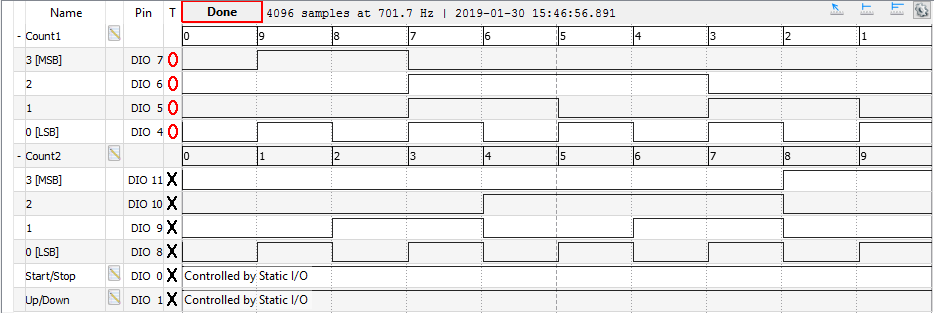 Name Pin T Done 4096 samples at 701.7 Hz | 2019-01-30 15:46:56.891
- Count1 0 9 8 7 6 5 4 3 2 1
3 [MSB] DIO 7 0
2 DIO 6 0
1 DIO 5 0
0 [LSB] DIO 4 0
- Count2 0 1 2 3 4 5 6 7 8 9
3 [MSB] DIO 11 X
2 DIO 10 X
1 DIO 9 X
0 [LSB] DIO 8 X
Start/Stop DIO 0 X Controlled by Static I/O
Up/Down DIO 1 X Controlled by Static I/O